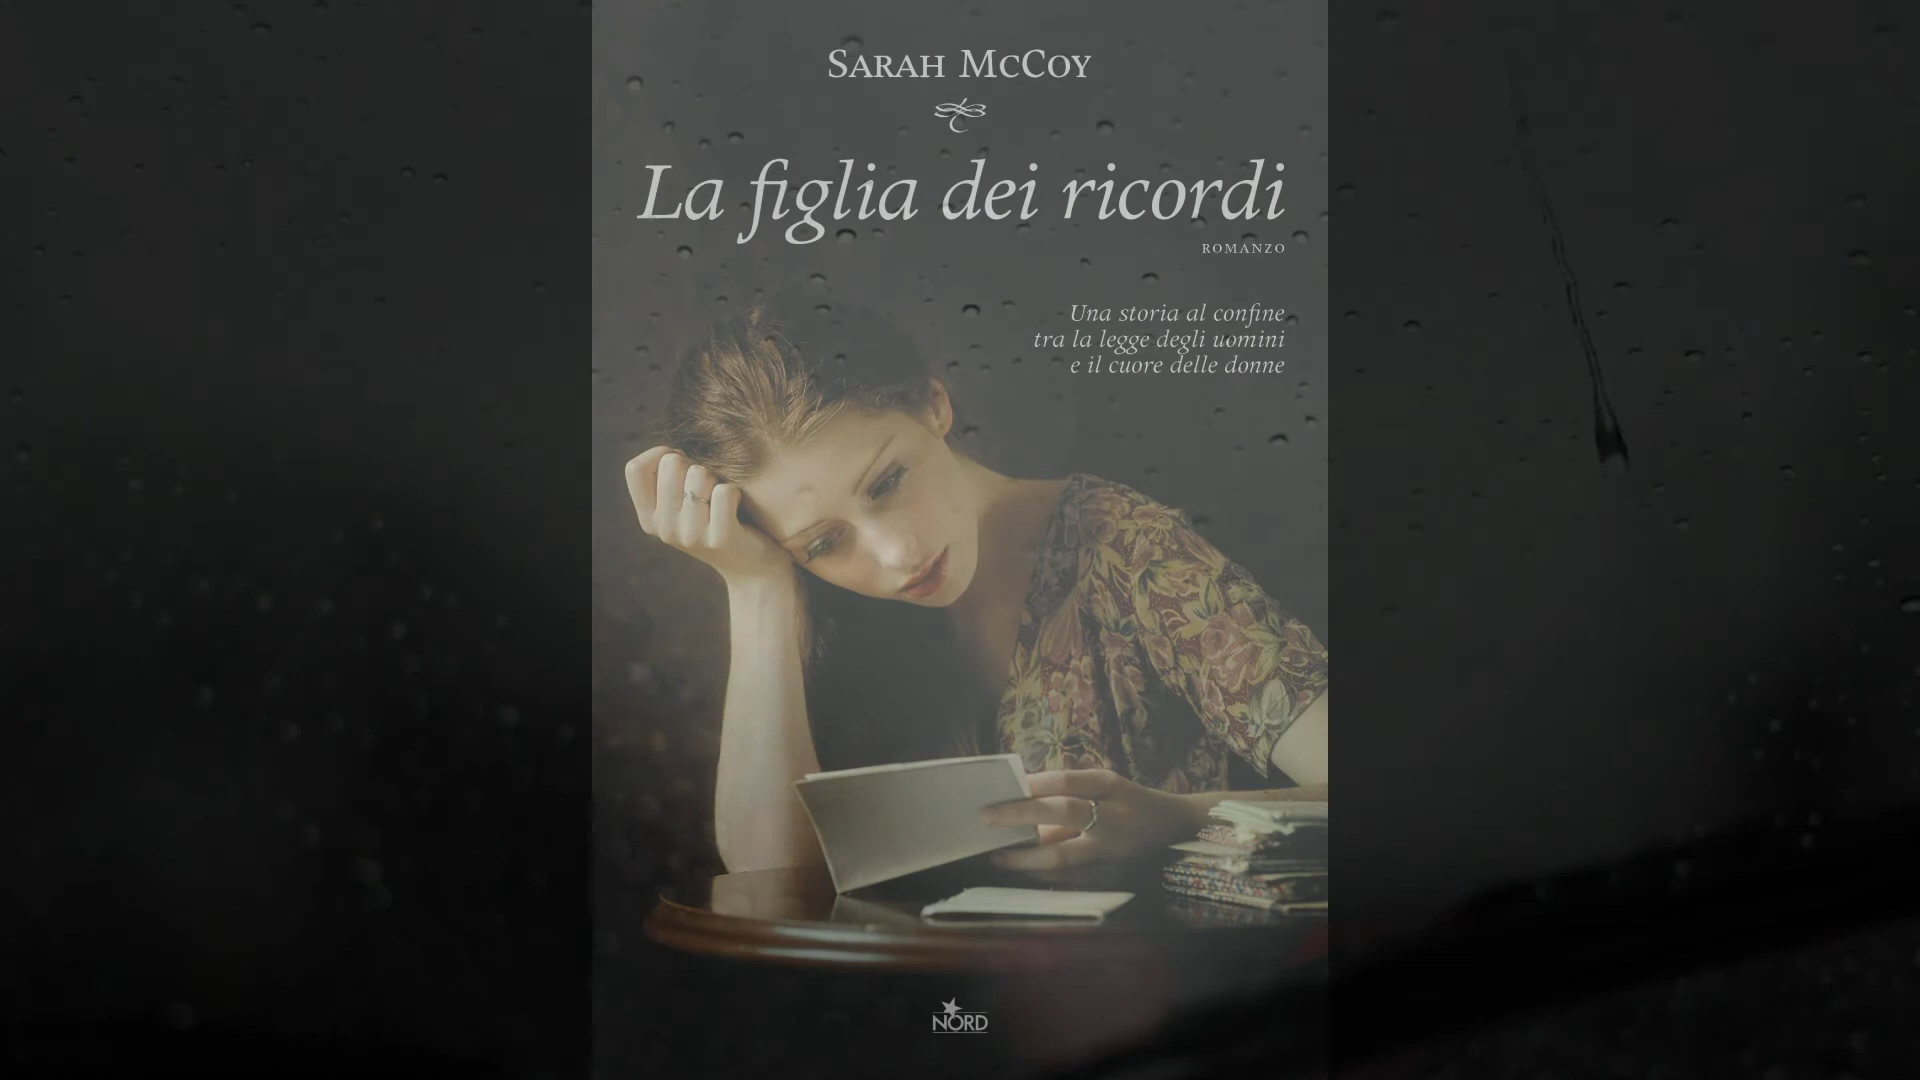 SARAH MCCOY
La figlia dei ricordi
ROMANZO
Una storia al confine
tra la legge degli uomini
e il cuore delle donne
NORD